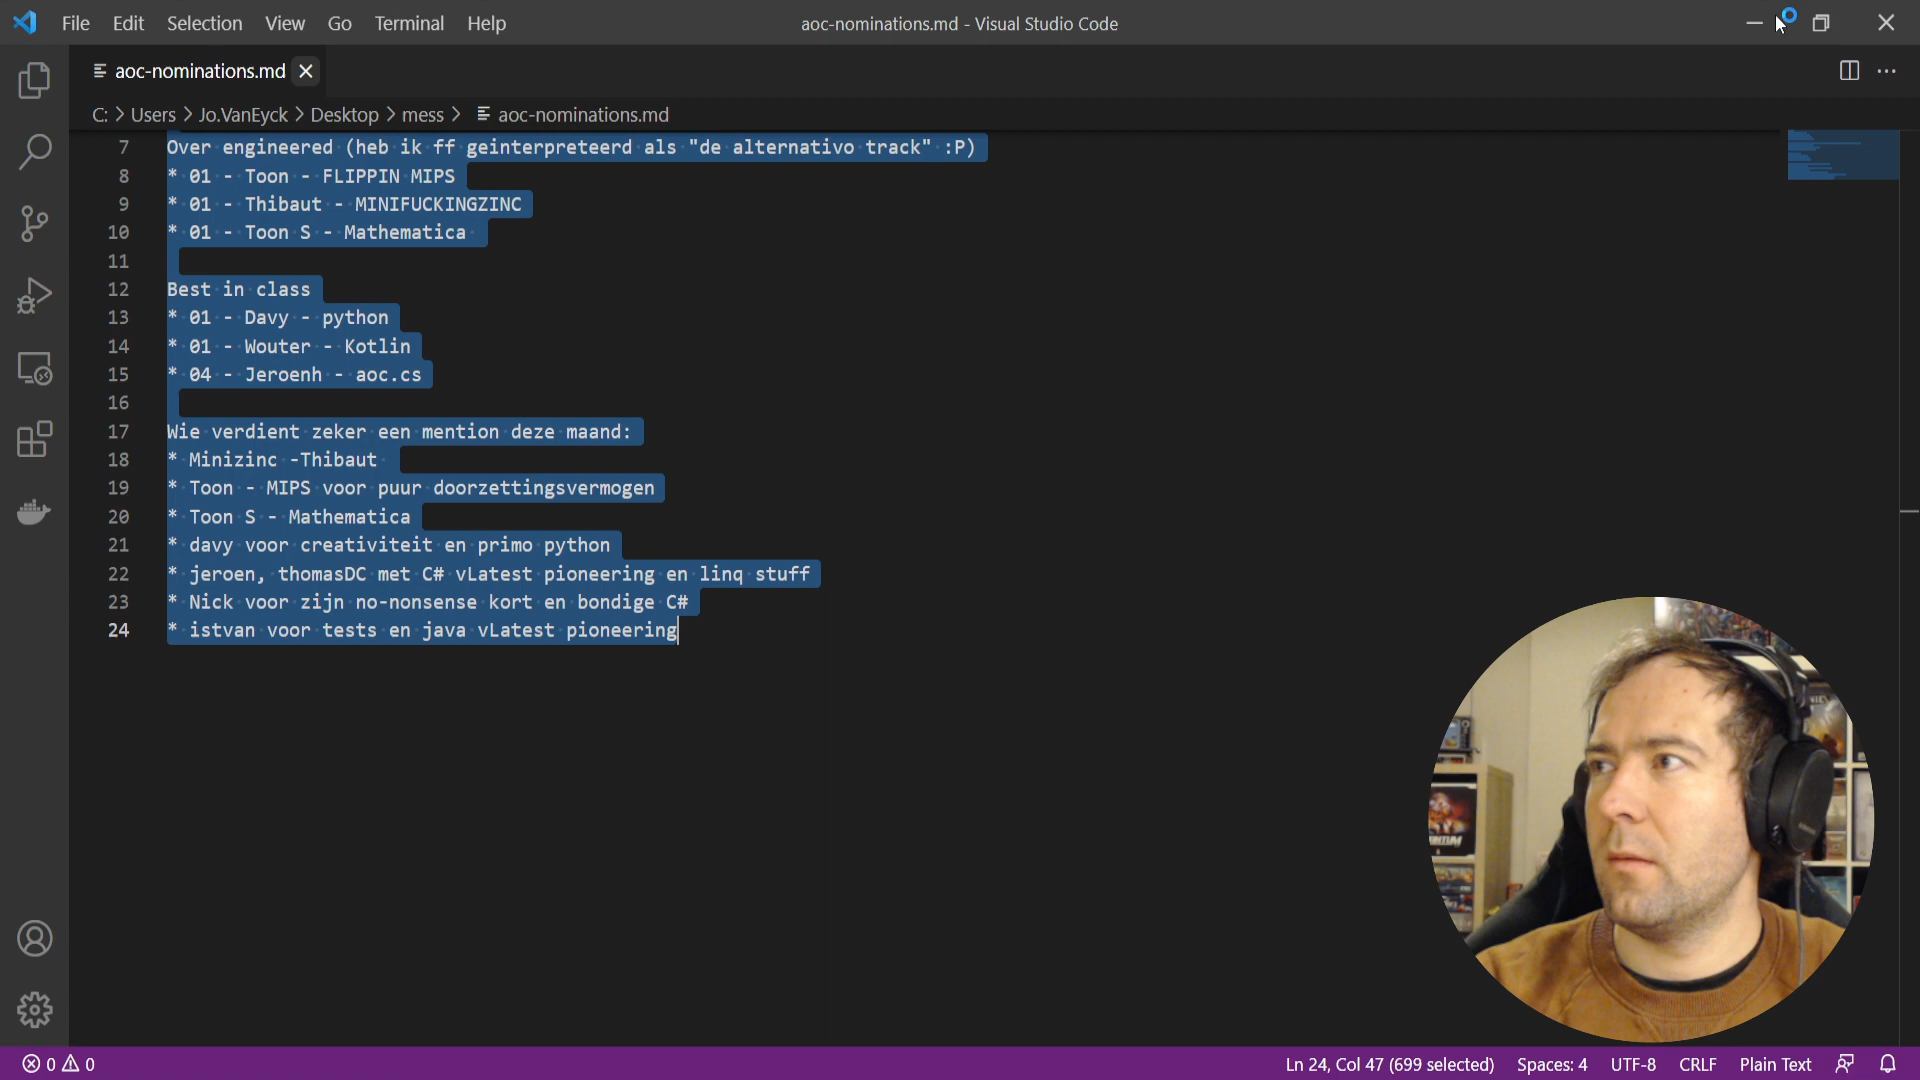 File Edit Selection View Go Terminal Help
aoc-nominations.md - Visual Studio Code
aoc-nominations.md
C: > Users > Jo.VanEyck > Desktop > mess > aoc-nominations.md
7 Over engineered (heb ik ff geinterpreteerd als "de alternativo track" :P)
8 * 01 - Toon - FLIPPIN MIPS
9 * 01 - Thibaut - MINIFUCKINGZINC
10 * 01 - Toon S - Mathematica
11
12 Best in class
13 * 01 - Davy - python
14 * 01 - Wouter - Kotlin
15 * 04 - Jeroenh - aoc.cs
16
17 Wie verdient zeker een mention deze maand:
18 * Minizinc -Thibaut
19 * Toon - MIPS voor puur doorzettingsvermogen
20 * Toon S - Mathematica
21 * davy voor creativiteit en primo python
22 * jeroen, thomasDC met C# vLatest pioneering en linq stuff
23 * Nick voor zijn no-nonsense kort en bondige C#
24 * istvan voor tests en java vLatest pioneering
0 0
Ln 24, Col 47 (699 selected) Spaces: 4 UTF-8 CRLF Plain Text